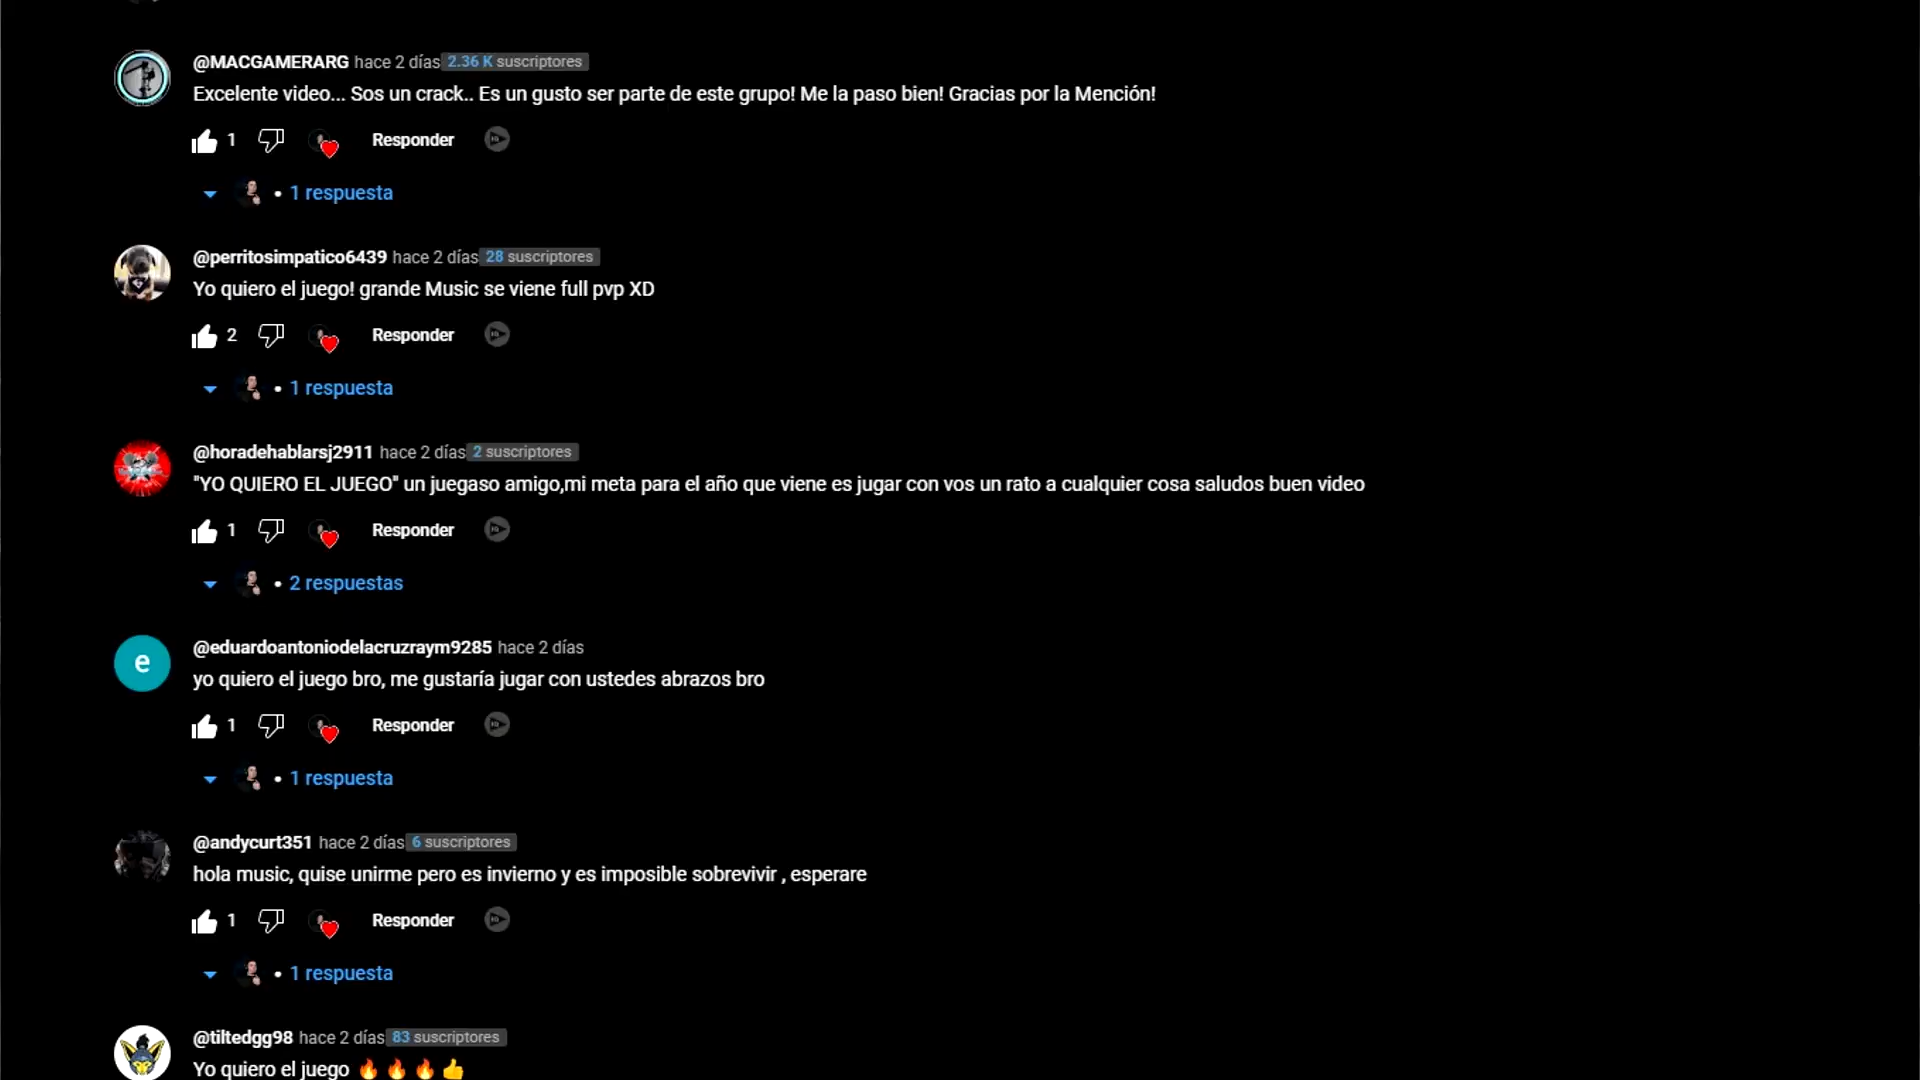 @MACGAMERARG hace 2 días 2.36 K suscriptores
Excelente video... Sos un crack.. Es un gusto ser parte de este grupo! Me la paso bien! Gracias por la Mención!
1 Responder
• 1 respuesta
@perritosimpatico6439 hace 2 días 28 suscriptores
Yo quiero el juego! grande Music se viene full pvp XD
2 Responder
• 1 respuesta
@horadehablarsj2911 hace 2 días 2 suscriptores
"YO QUIERO EL JUEGO" un juegaso amigo,mi meta para el año que viene es jugar con vos un rato a cualquier cosa saludos buen video
1 Responder
• 2 respuestas
e
@eduardoantoniodelacruzraym9285 hace 2 días
yo quiero el juego bro, me gustaría jugar con ustedes abrazos bro
1 Responder
• 1 respuesta
@andycurt351 hace 2 días 6 suscriptores
hola music, quise unirme pero es invierno y es imposible sobrevivir , esperare
1 Responder
• 1 respuesta
@tiltedgg98 hace 2 días 83 suscriptores
Yo quiero el juego 🔥 🔥 🔥 👍